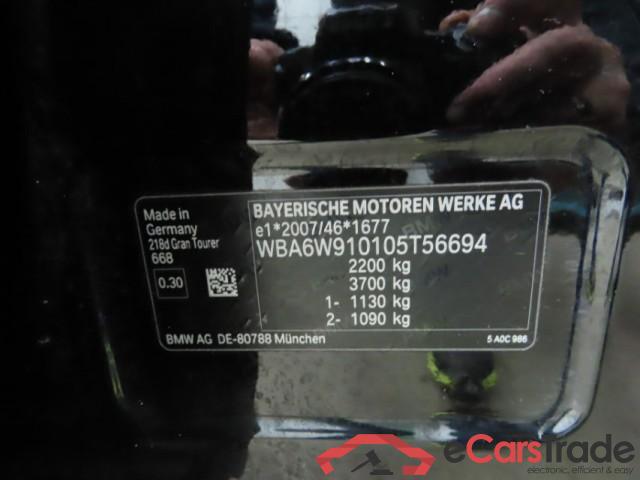 Made in
Germany
218d Gran Tourer
668
0.30
BAYERISCHE MOTOREN WERKE AG
e1*2007/46*1677
WBA6W910105T56694
2200 kg
3700 kg
1- 1130 kg
2- 1090 kg
BMW AG DE-80788 München
5 A0C 986
eCarsTrade
electronic, efficient & easy